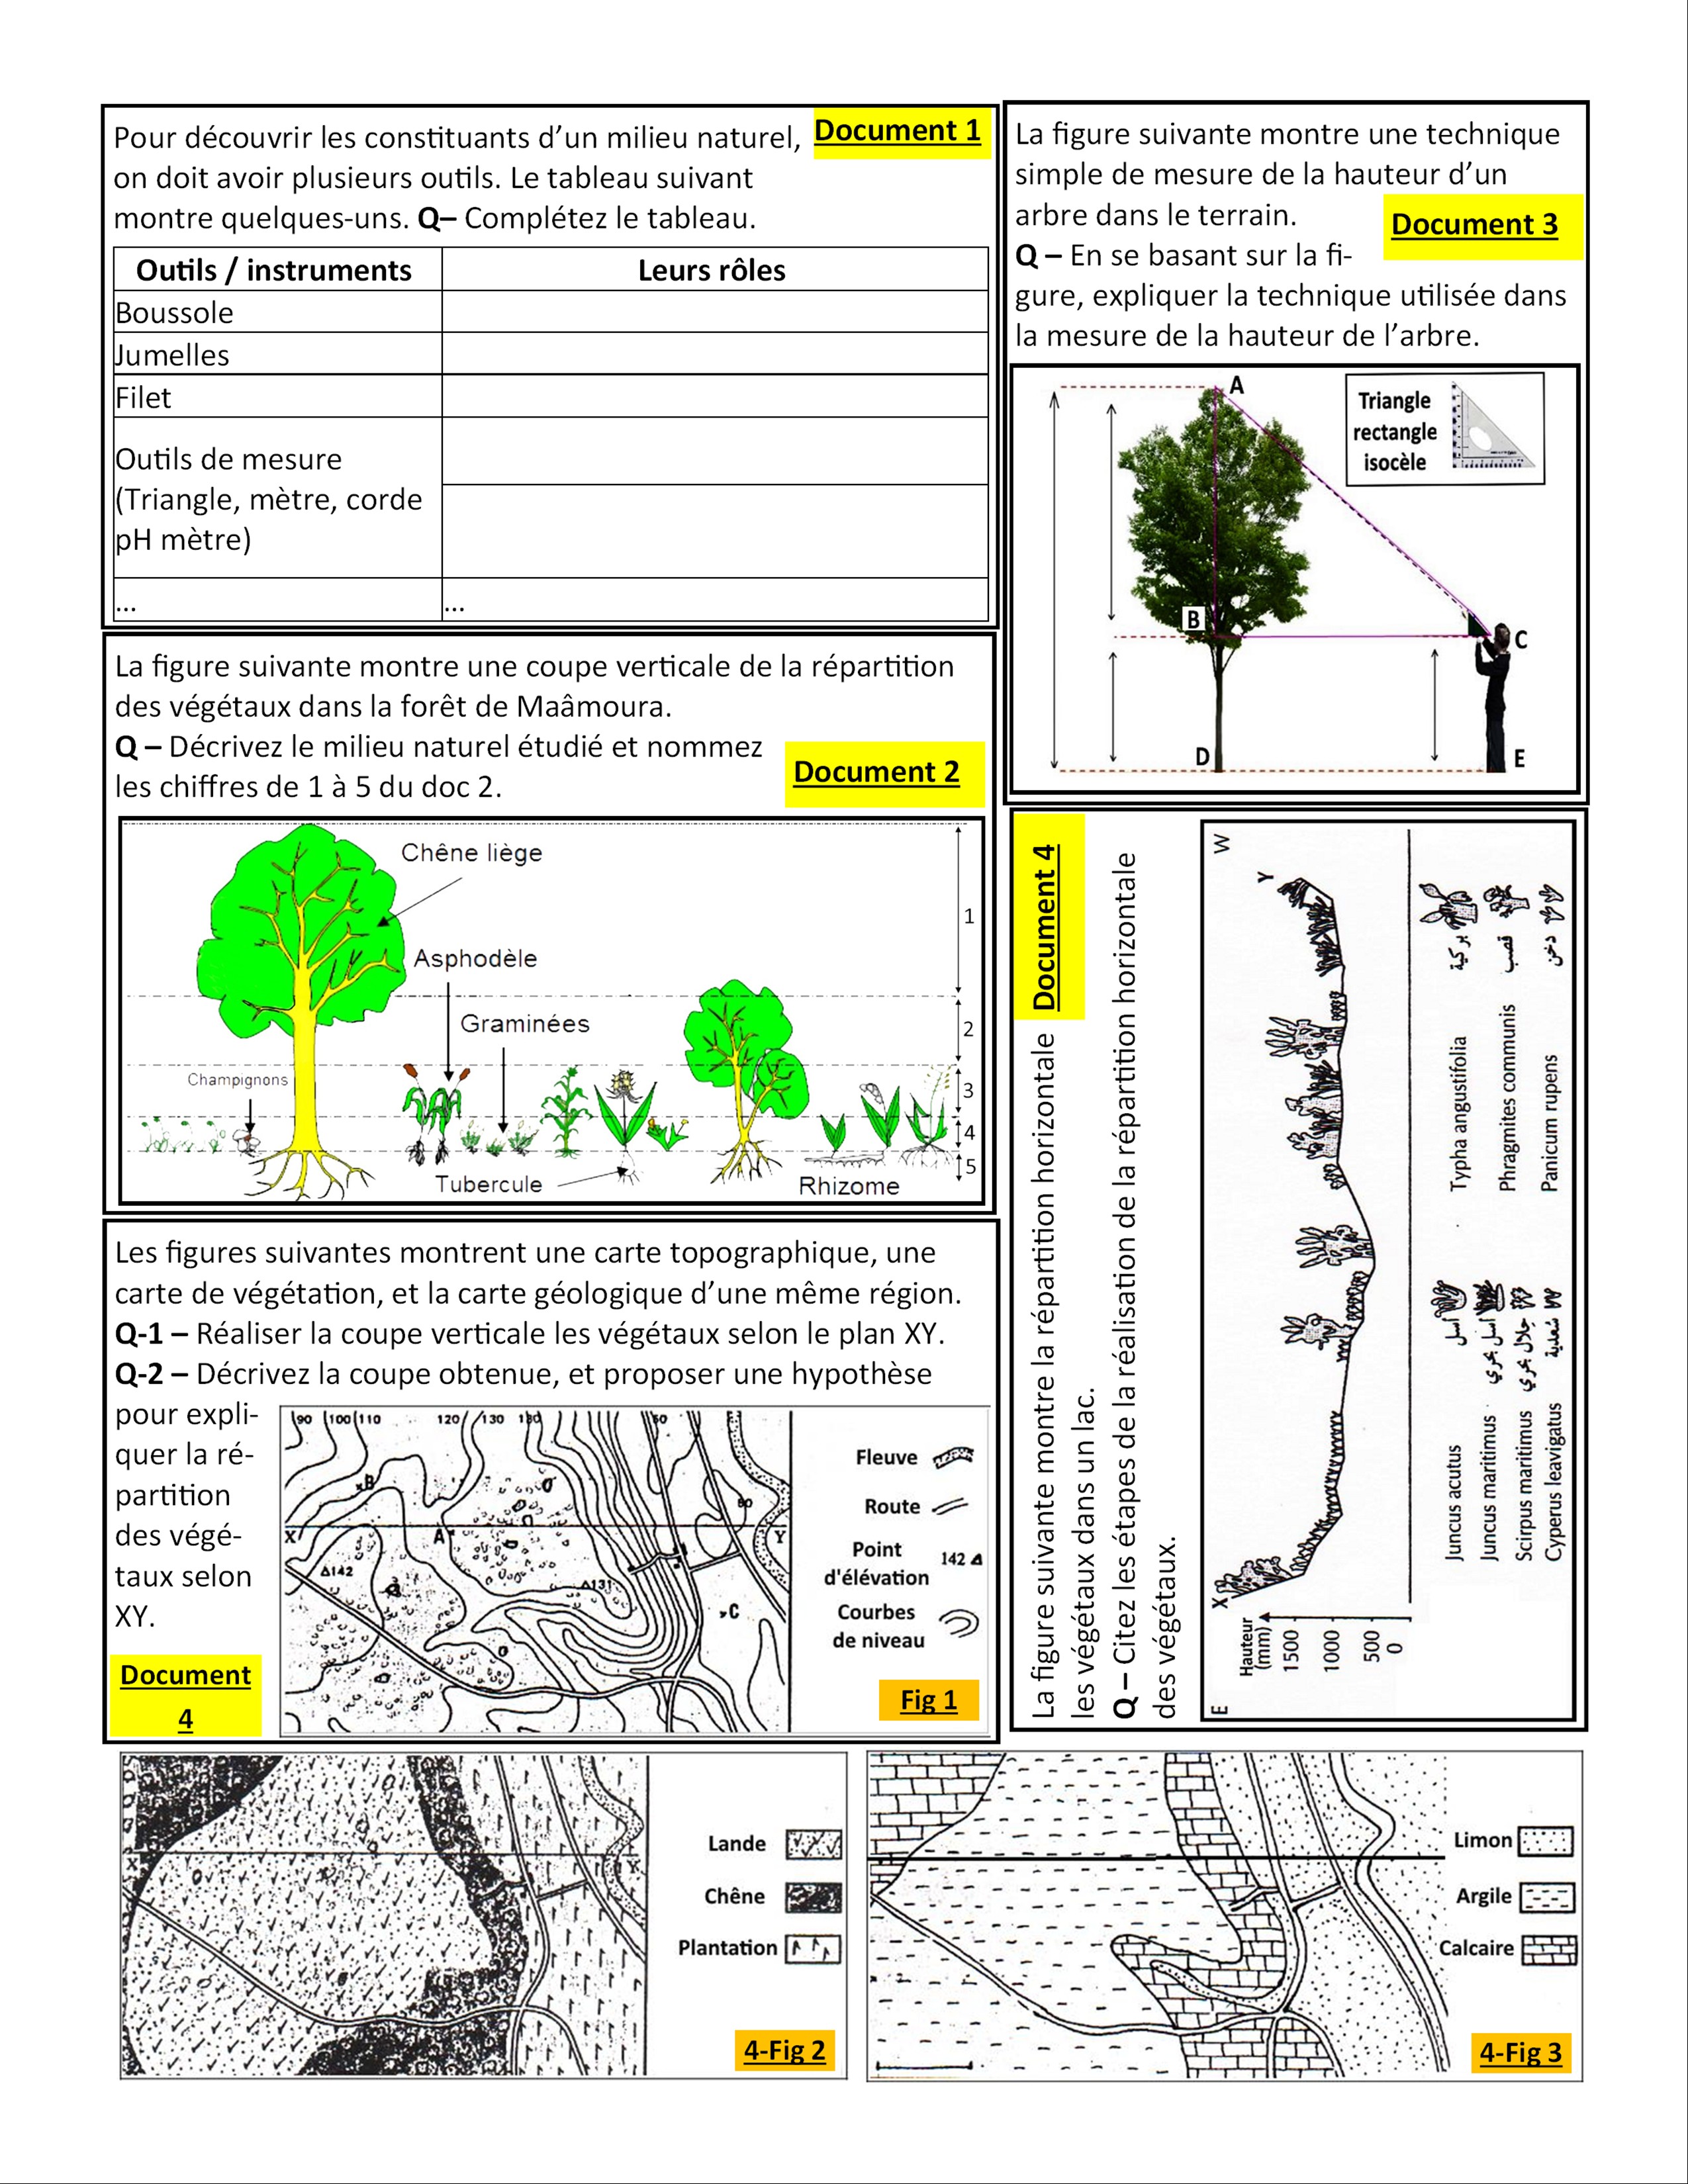 Pour découvrir les constituants d’un milieu naturel,
on doit avoir plusieurs outils. Le tableau suivant
montre quelques-uns. Q– Complétez le tableau.
Document 1
Outils / instruments
Leurs rôles
Boussole
Jumelles
Filet
Outils de mesure
(Triangle, mètre, corde
pH mètre)
...
...
La figure suivante montre une coupe verticale de la répartition
des végétaux dans la forêt de Maâmoura.
Q – Décrivez le milieu naturel étudié et nommez
les chiffres de 1 à 5 du doc 2.
Document 2
Chêne liège
Asphodèle
Graminées
Champignons
Tubercule
Rhizome
1
2
3
4
5
Les figures suivantes montrent une carte topographique, une
carte de végétation, et la carte géologique d’une même région.
Q-1 – Réaliser la coupe verticale les végétaux selon le plan XY.
Q-2 – Décrivez la coupe obtenue, et proposer une hypothèse
pour expli-
quer la ré-
partition
des végé-
taux selon
XY.
Document
4
90 100 110 120 130
B
X
A
Y
Δ142
Δ131
C
Fleuve
Route
Point
d'élévation
142 Δ
Courbes
de niveau
Fig 1
La figure suivante montre une technique
simple de mesure de la hauteur d’un
arbre dans le terrain.
Document 3
Q – En se basant sur la fi-
gure, expliquer la technique utilisée dans
la mesure de la hauteur de l’arbre.
Triangle
rectangle
isocèle
A
B
C
D
E
La figure suivante montre la répartition horizontale
les végétaux dans un lac.
Document 4
Q – Citez les étapes de la réalisation de la répartition horizontale
des végétaux.
E
W
X
Y
Hauteur
(mm)
1500
1000
500
0
Juncus acutus
أسل
Juncus maritimus
أسل بحري
Scirpus maritimus
Cyperus leavigatus
Typha angustifolia
بركية
Phragmites communis
قصب
Panicum rupens
دخن
X
Y
Lande
Chêne
Plantation
4-Fig 2
Limon
Argile
Calcaire
4-Fig 3